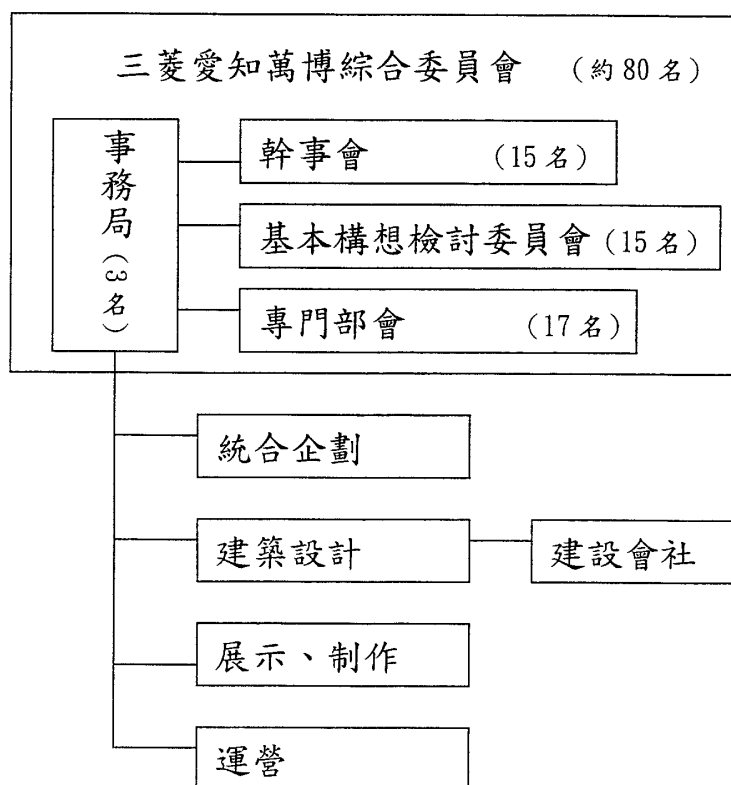 三菱愛知萬博綜合委員會 (約80名)
事務局(3名)
幹事會 (15名)
基本構想檢討委員會(15名)
專門部會 (17名)
統合企劃
建築設計
建設會社
展示、制作
運營